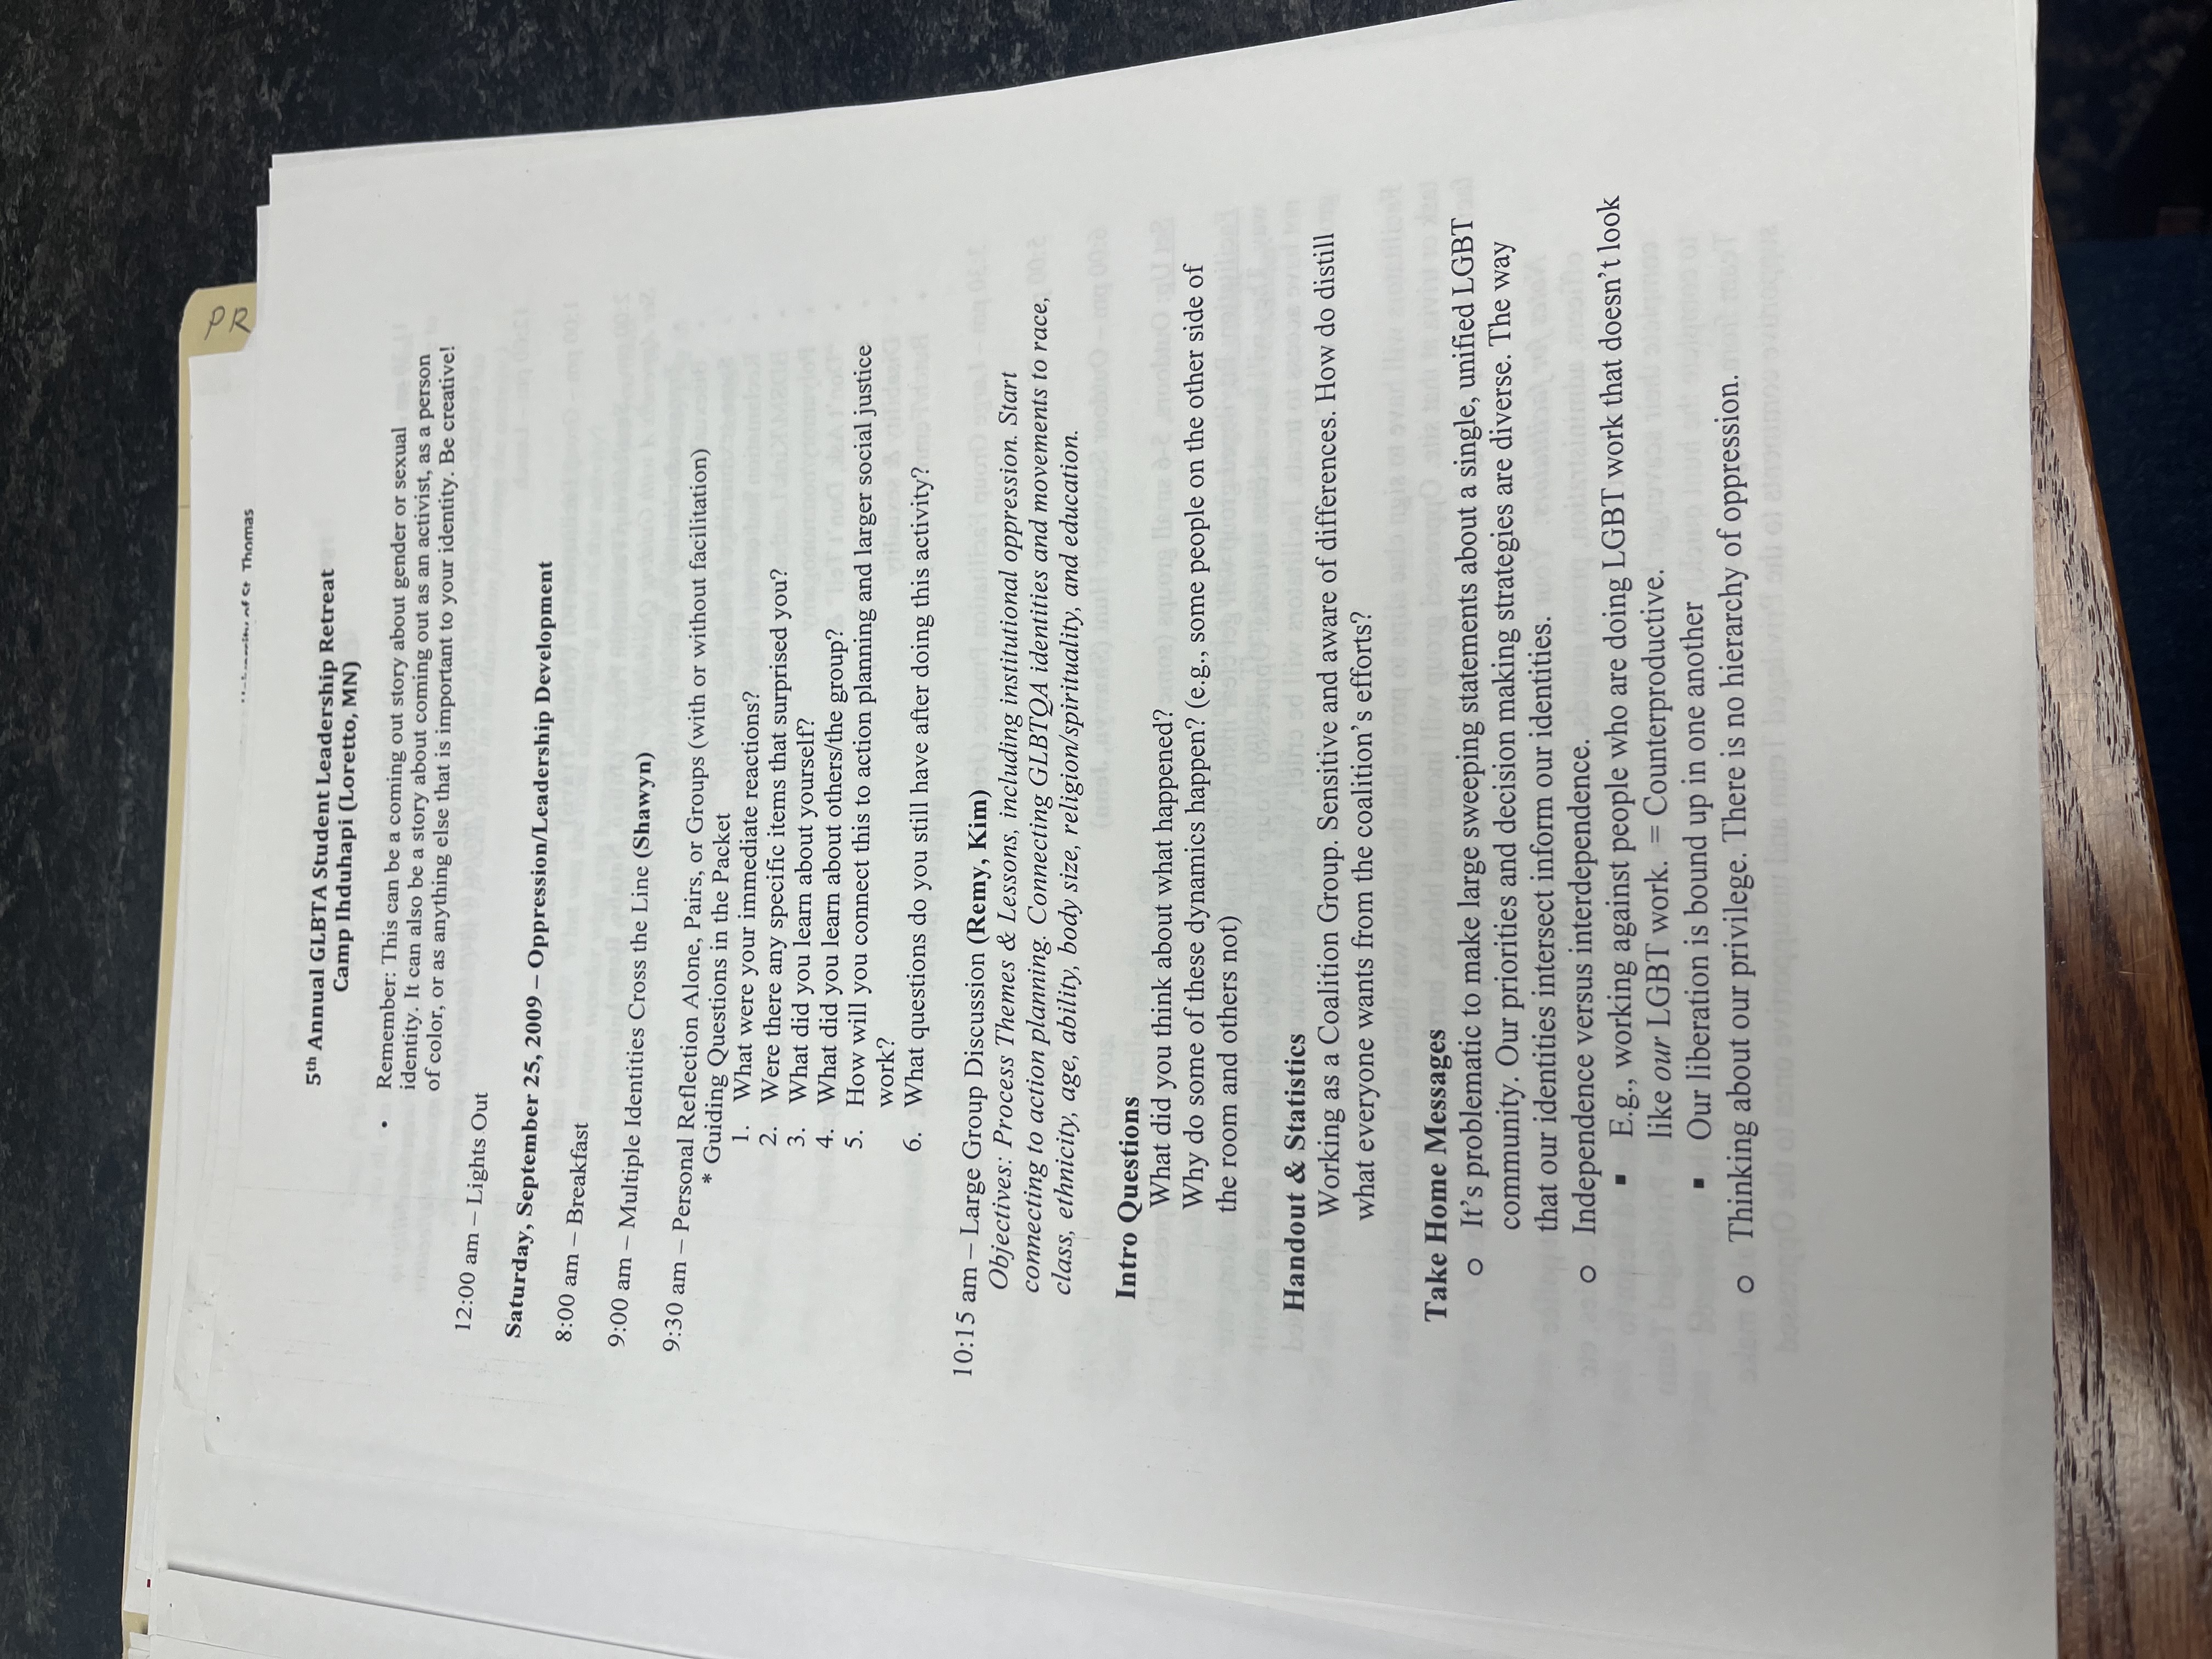 PR
of St Thomas
5th Annual GLBTA Student Leadership Retreat
Camp Ihduhapi (Loretto, MN)
• Remember: This can be a coming out story about gender or sexual
identity. It can also be a story about coming out as an activist, as a person
of color, or as anything else that is important to your identity. Be creative!
12:00 am – Lights Out
Saturday, September 25, 2009 – Oppression/Leadership Development
8:00 am – Breakfast
9:00 am – Multiple Identities Cross the Line (Shawyn)
9:30 am – Personal Reflection Alone, Pairs, or Groups (with or without facilitation)
* Guiding Questions in the Packet
1. What were your immediate reactions?
2. Were there any specific items that surprised you?
3. What did you learn about yourself?
4. What did you learn about others/the group?
5. How will you connect this to action planning and larger social justice
work?
6. What questions do you still have after doing this activity?
10:15 am – Large Group Discussion (Remy, Kim)
Objectives: Process Themes & Lessons, including institutional oppression. Start
connecting to action planning. Connecting GLBTQA identities and movements to race,
class, ethnicity, age, ability, body size, religion/spirituality, and education.
Intro Questions
What did you think about what happened?
Why do some of these dynamics happen? (e.g., some people on the other side of
the room and others not)
Handout & Statistics
Working as a Coalition Group. Sensitive and aware of differences. How do distill
what everyone wants from the coalition's efforts?
Take Home Messages
o It's problematic to make large sweeping statements about a single, unified LGBT
community. Our priorities and decision making strategies are diverse. The way
that our identities intersect inform our identities.
o Independence versus interdependence.
▪ E.g., working against people who are doing LGBT work that doesn't look
like our LGBT work. = Counterproductive.
▪ Our liberation is bound up in one another
o Thinking about our privilege. There is no hierarchy of oppression.